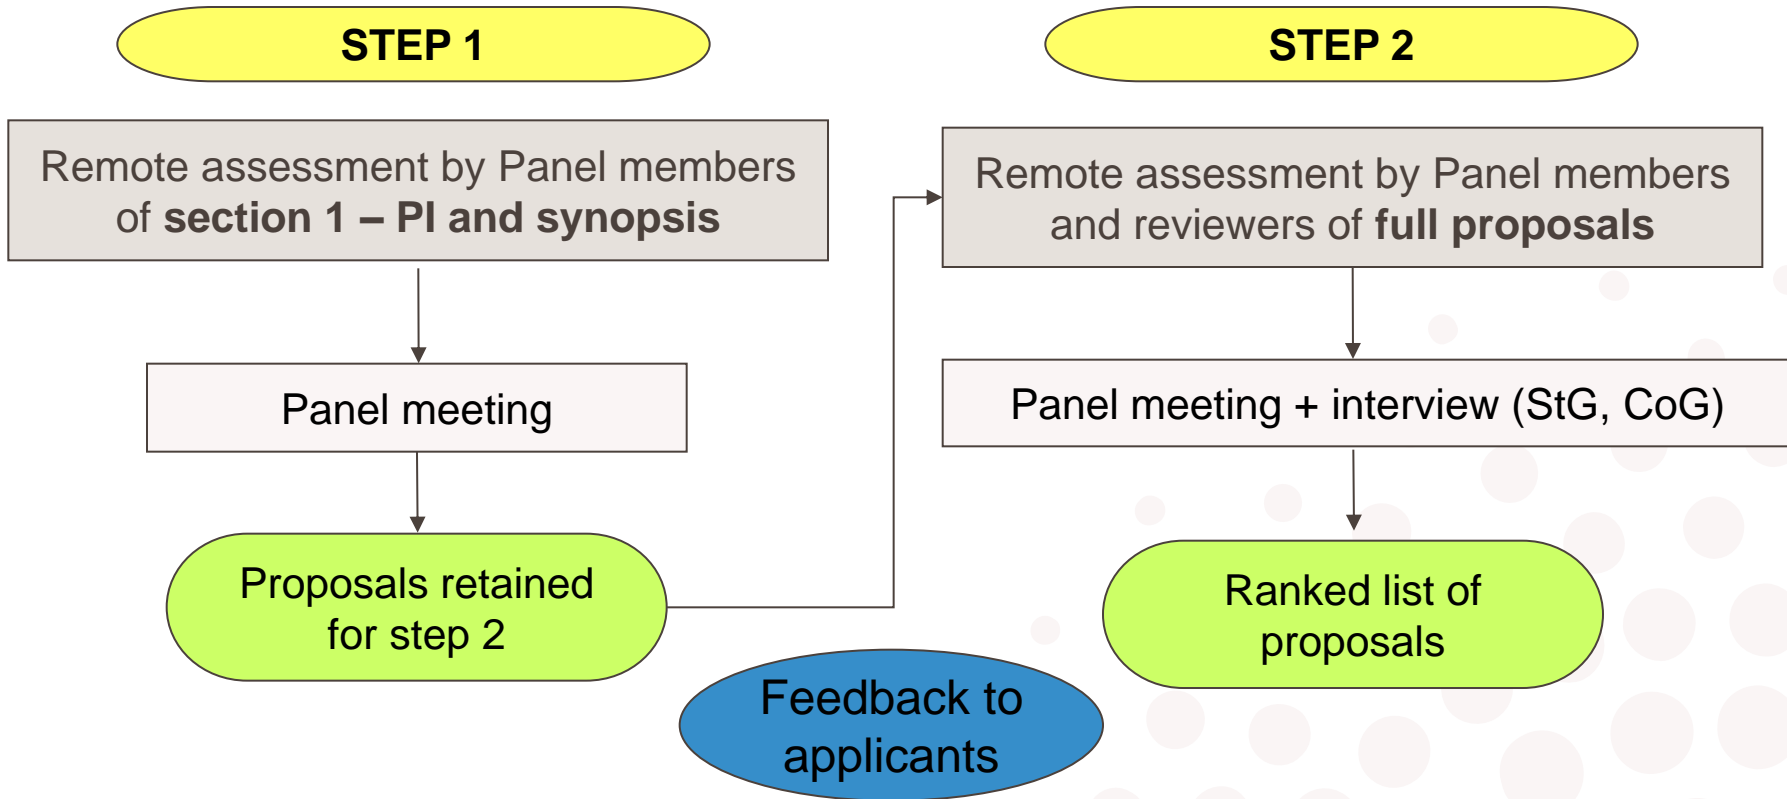 STEP 1
Remote assessment by Panel members
of section 1 – PI and synopsis
Panel meeting
Proposals retained
for step 2
STEP 2
Remote assessment by Panel members
and reviewers of full proposals
Panel meeting + interview (StG, CoG)
Ranked list of
proposals
Feedback to
applicants